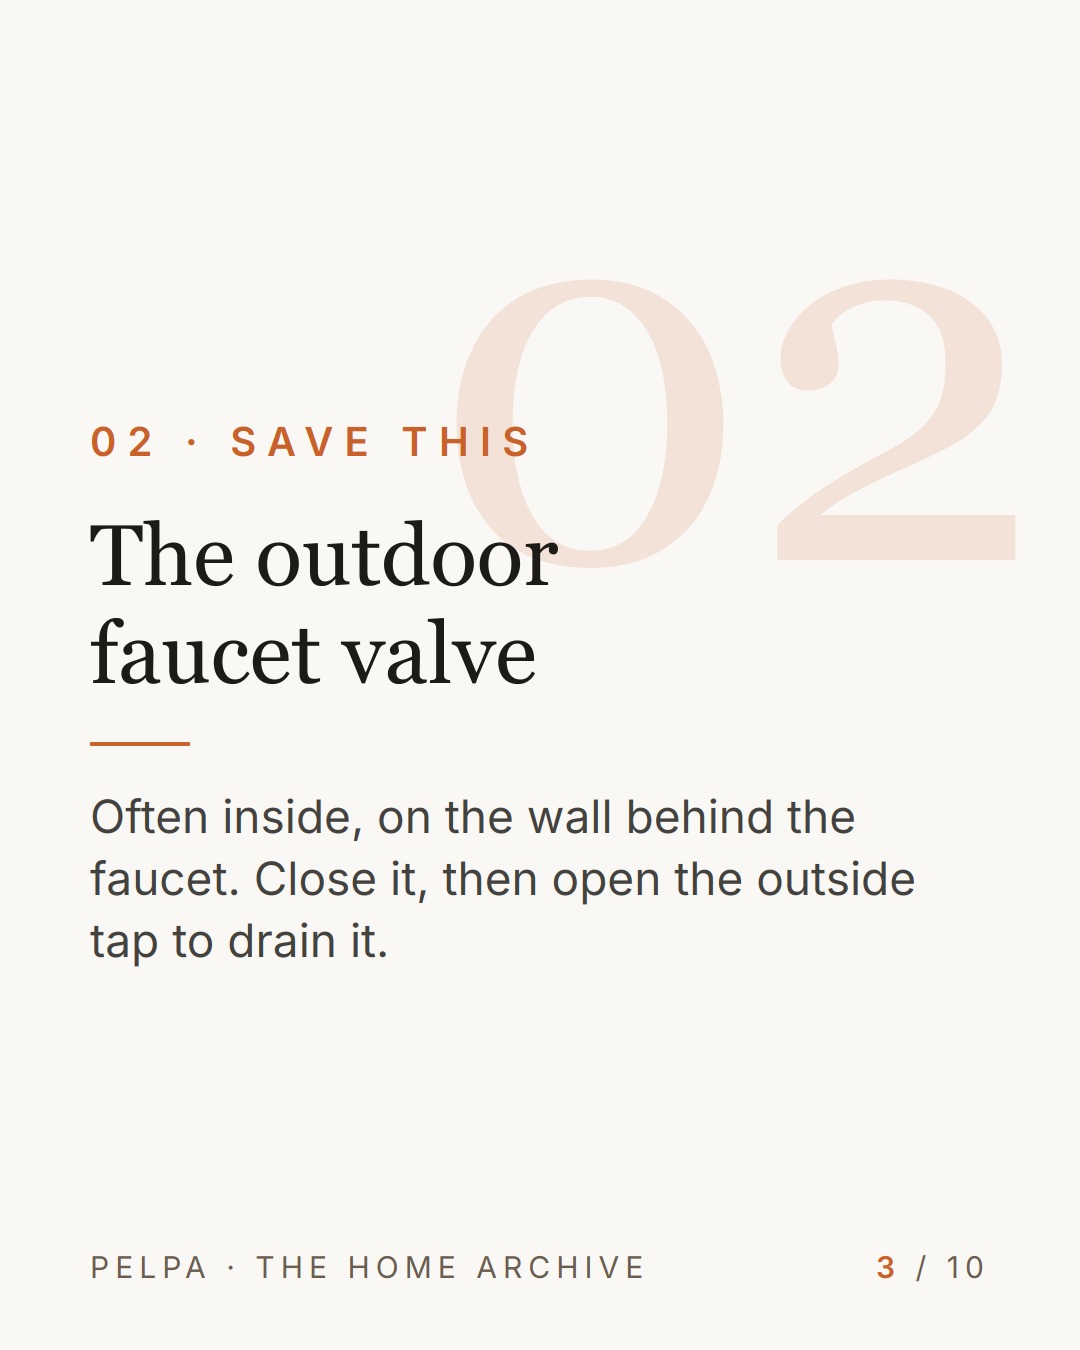 02
02 · SAVE THIS
The outdoor
faucet valve
Often inside, on the wall behind the
faucet. Close it, then open the outside
tap to drain it.
PELPA · THE HOME ARCHIVE
3 / 10